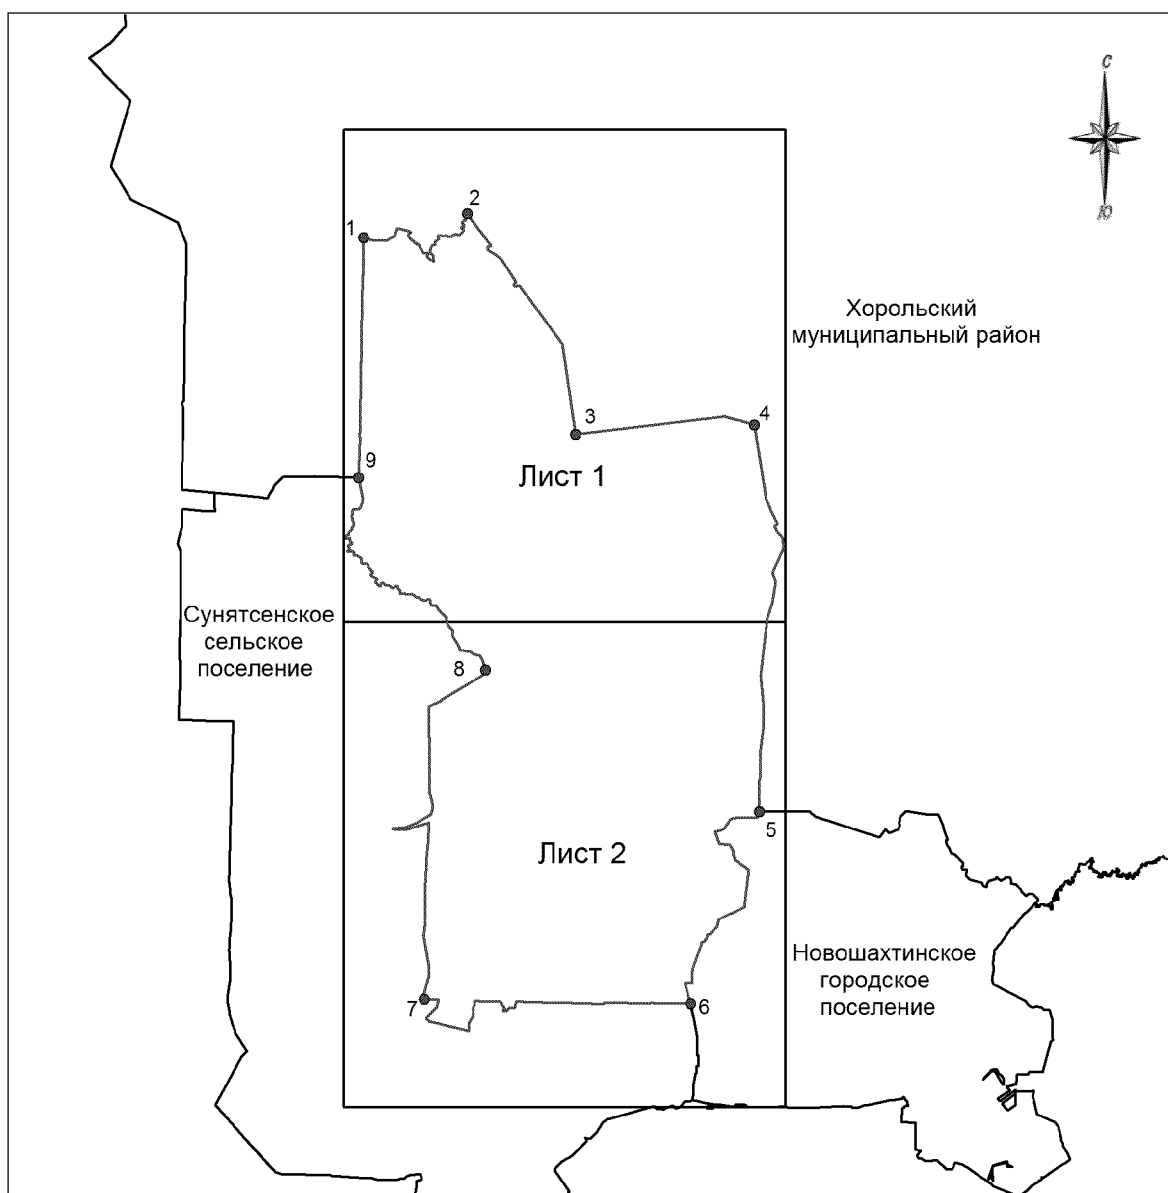 С
Ю
2
1
Хорольский
муниципальный район
3
4
9
Лист 1
Сунятсенское
сельское
поселение
8
5
Лист 2
Новошахтинское
городское
поселение
7
6